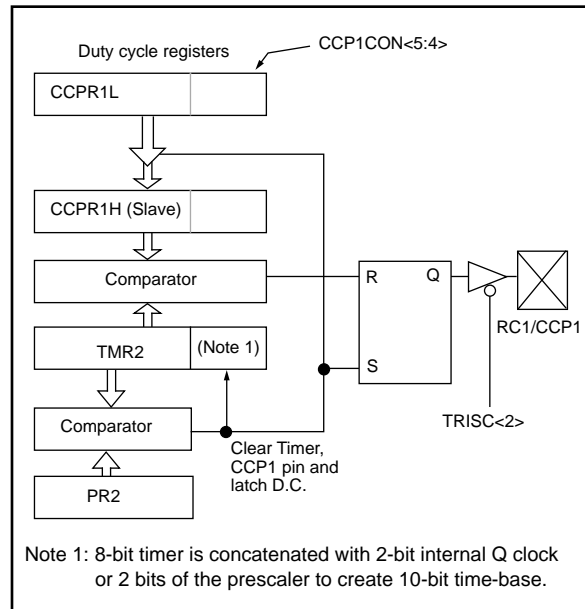 Duty cycle registers
CCP1CON<5:4>
CCPR1L
CCPR1H (Slave)
Comparator
R
Q
RC1/CCP1
TMR2
(Note 1)
S
TRISC<2>
Comparator
Clear Timer,
CCP1 pin and
latch D.C.
PR2
Note 1: 8-bit timer is concatenated with 2-bit internal Q clock
or 2 bits of the prescaler to create 10-bit time-base.